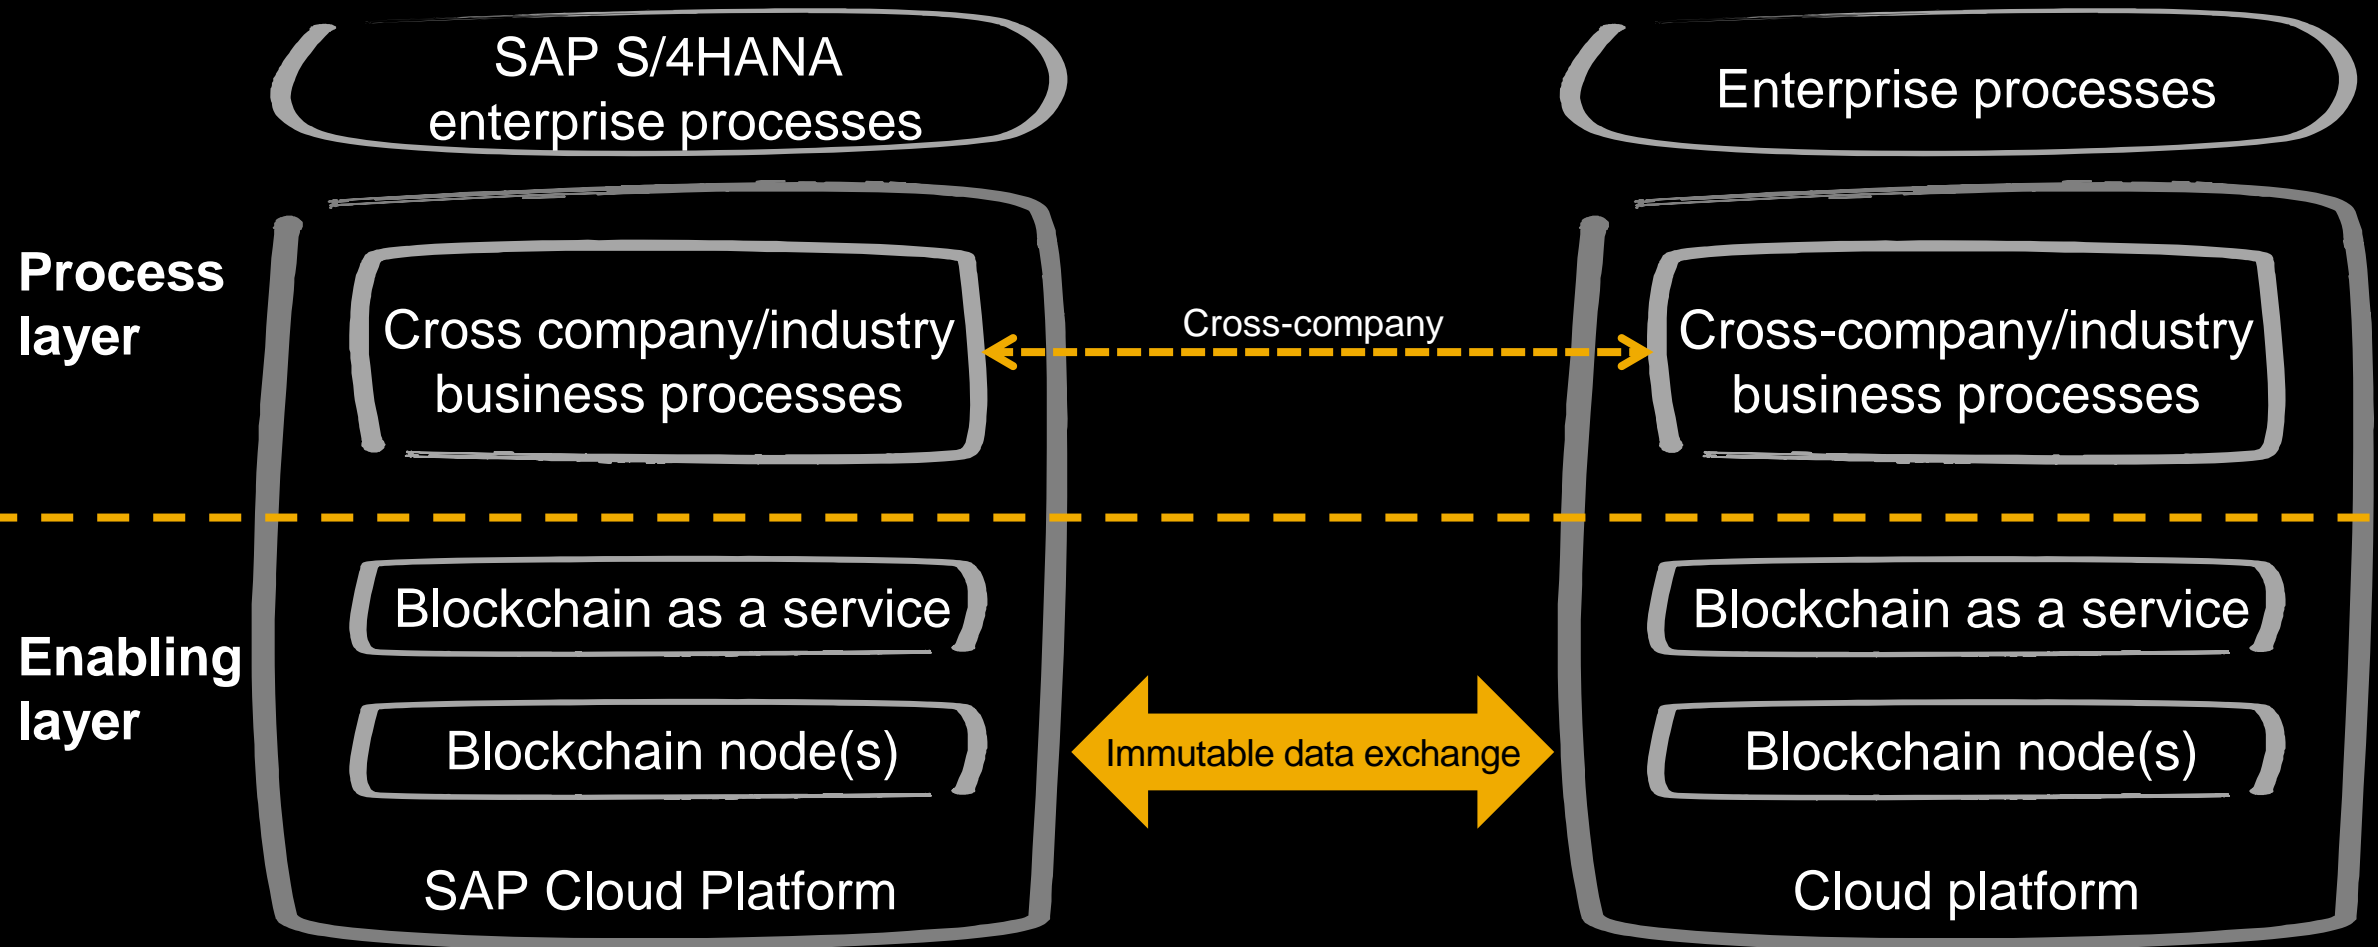 SAP S/4HANA
enterprise processes
Enterprise processes
Process
layer
Cross company/industry
business processes
Cross-company
Cross-company/industry
business processes
Enabling
layer
Blockchain as a service
Blockchain as a service
Blockchain node(s)
Immutable data exchange
Blockchain node(s)
SAP Cloud Platform
Cloud platform